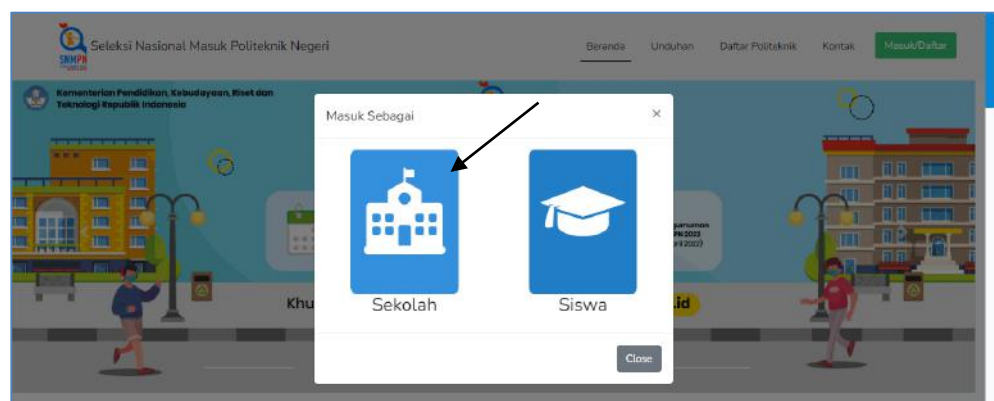 SNMPN
Seleksi Nasional Masuk Politeknik Negeri
Beranda Unduhan Daftar Politeknik Kontak Masuk/Daftar
Kementerian Pendidikan, Kebudayaan, Riset dan
Teknologi Republik Indonesia
Masuk Sebagai ×
Sekolah Siswa
Khu
.id
Close